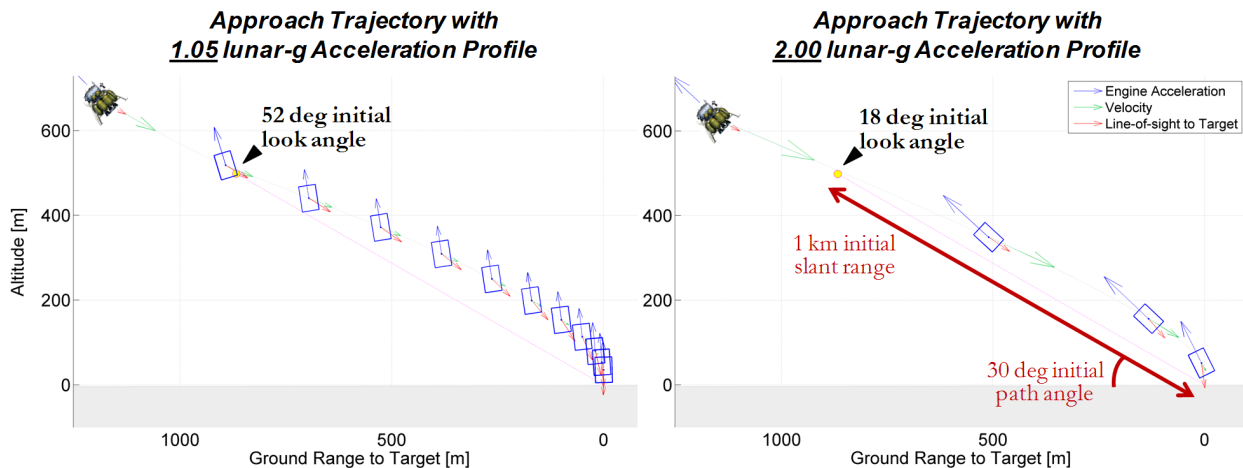 Approach Trajectory with
1.05 lunar-g Acceleration Profile
52 deg initial
look angle
600
400
200
0
Altitude [m]
1000
500
0
Ground Range to Target [m]
Approach Trajectory with
2.00 lunar-g Acceleration Profile
Engine Acceleration
Velocity
Line-of-sight to Target
18 deg initial
look angle
1 km initial
slant range
30 deg initial
path angle
600
400
200
0
1000
500
0
Ground Range to Target [m]